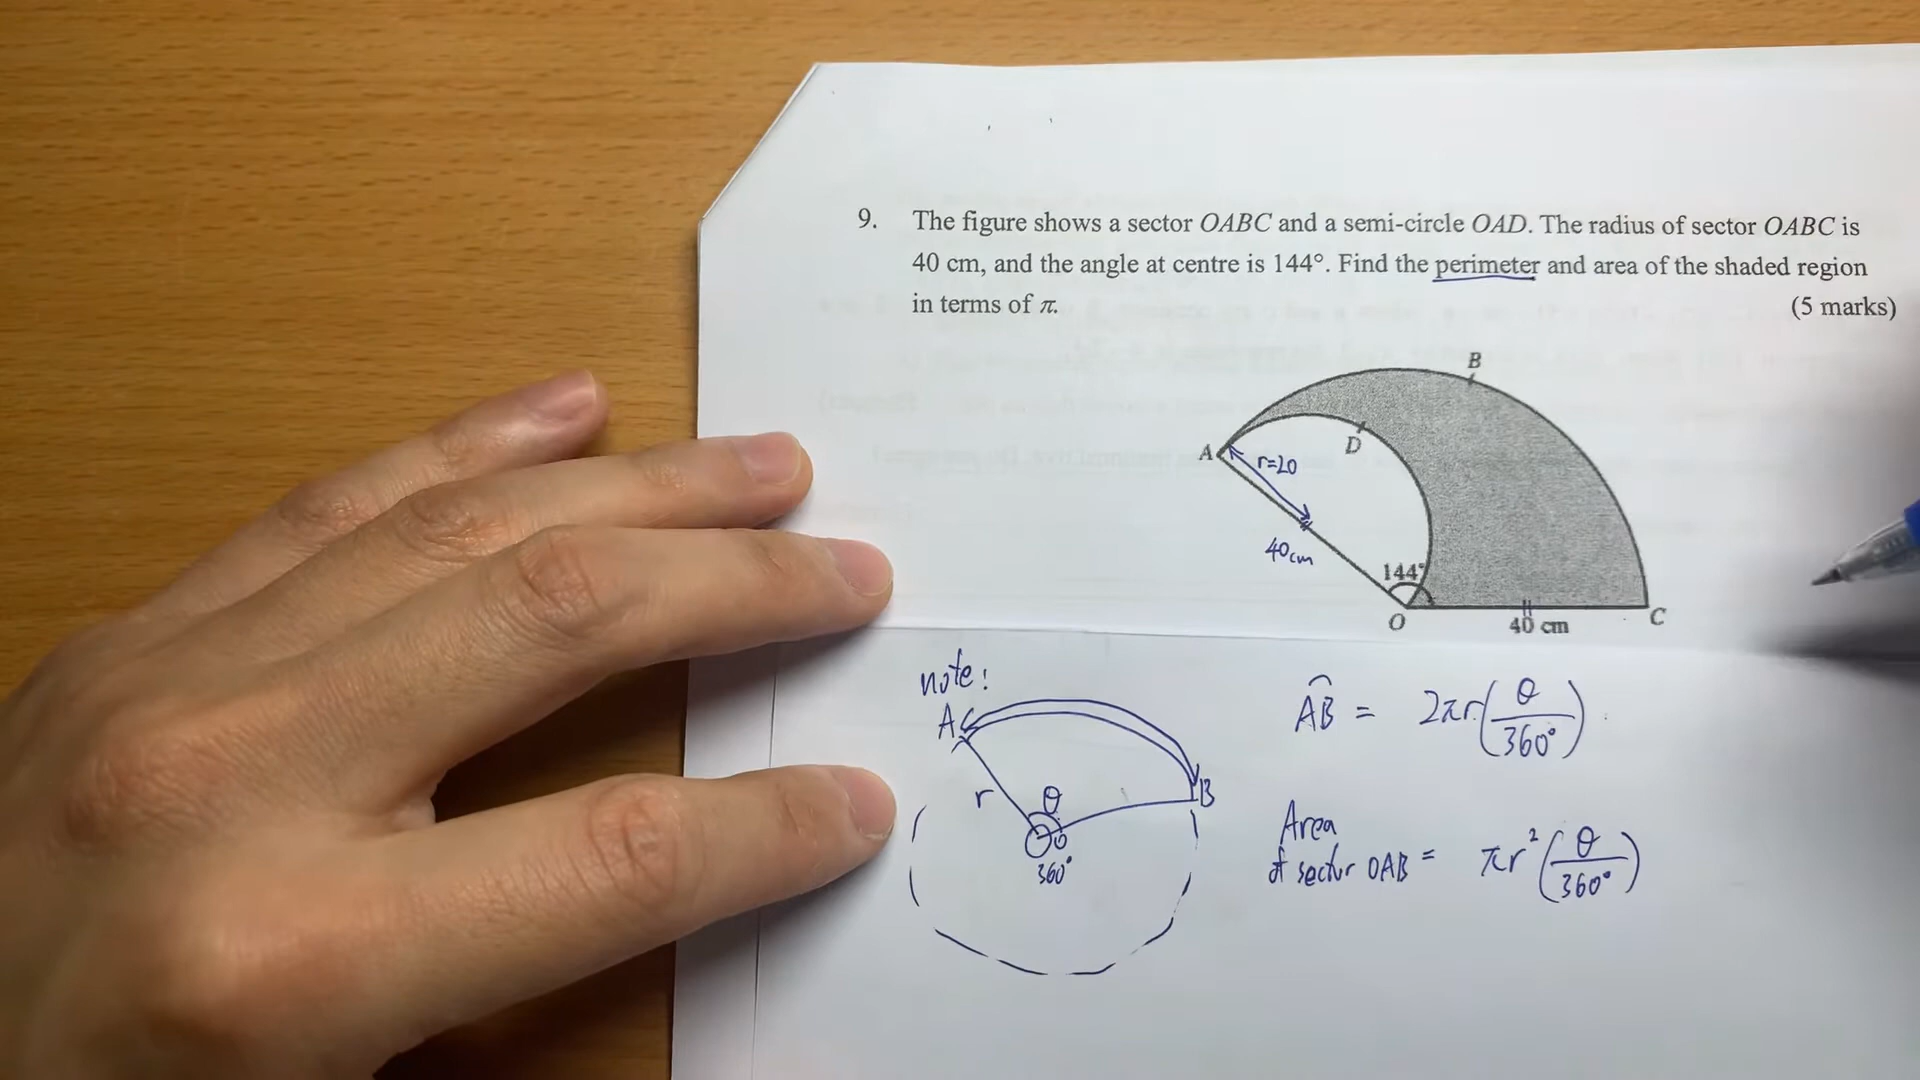 9. The figure shows a sector OABC and a semi-circle OAD. The radius of sector OABC is
40 cm, and the angle at centre is 144°. Find the perimeter and area of the shaded region
in terms of π. (5 marks)
B
D
A
r=20
40cm
144°
O
40 cm
C
note:
A
B
r
θ
O
360°
AB = 2πr(θ/360°)
Area
of sector OAB = πr²(θ/360°)